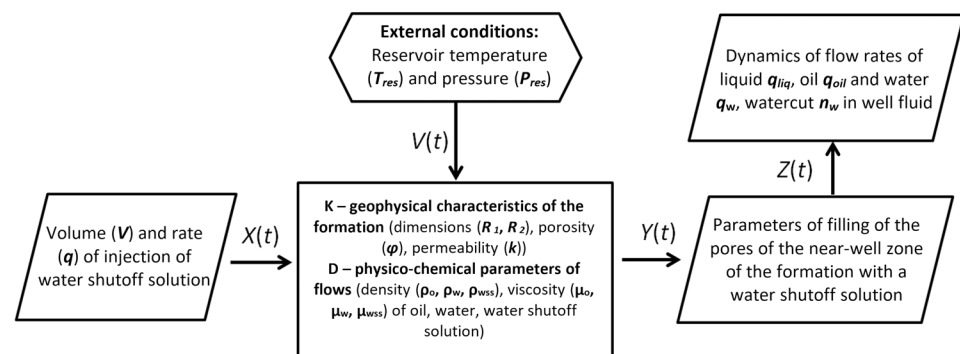 External conditions:
Reservoir temperature
(Tres) and pressure (Pres)
Dynamics of flow rates of
liquid qliq, oil qoil and water
qw, watercut nw in well fluid
V(t)
Z(t)
Volume (V) and rate
(q) of injection of
water shutoff solution
X(t)
K – geophysical characteristics of the
formation (dimensions (R1, R2), porosity
(φ), permeability (k))
D – physico-chemical parameters of
flows (density (ρo, ρw, ρwss), viscosity (μo,
μw, μwss) of oil, water, water shutoff
solution)
Y(t)
Parameters of filling of the
pores of the near-well zone
of the formation with a
water shutoff solution